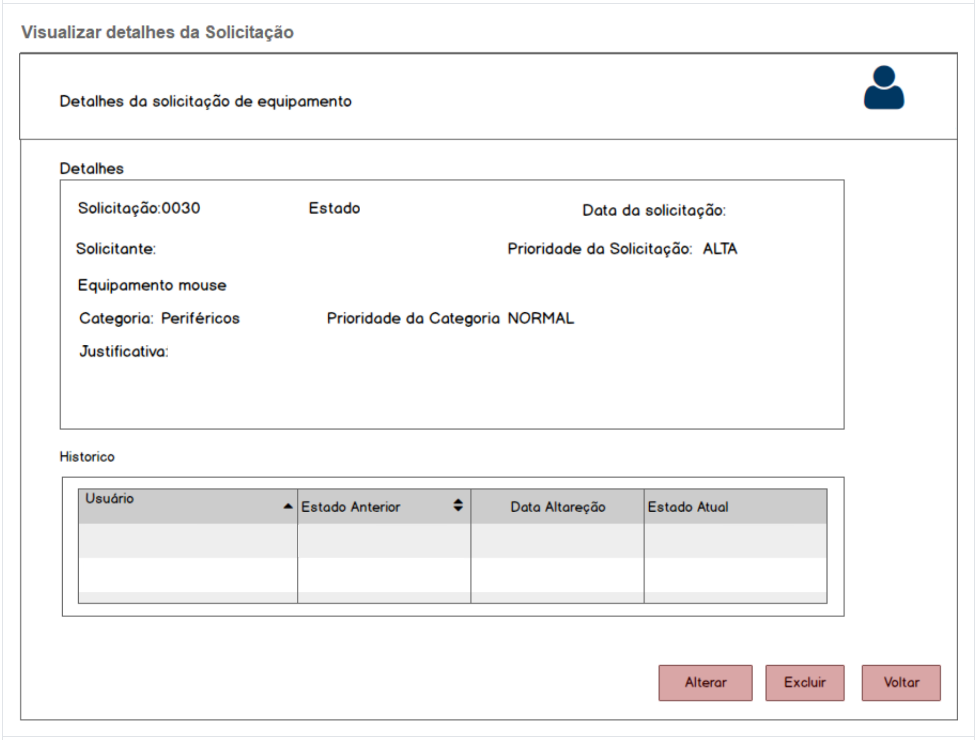 Visualizar detalhes da Solicitação
Detalhes da solicitação de equipamento
Detalhes
Solicitação:0030 Estado Data da solicitação:
Solicitante: Prioridade da Solicitação: ALTA
Equipamento mouse
Categoria: Periféricos Prioridade da Categoria NORMAL
Justificativa:
Historico
Usuário Estado Anterior Data Altareção Estado Atual
Alterar Excluir Voltar